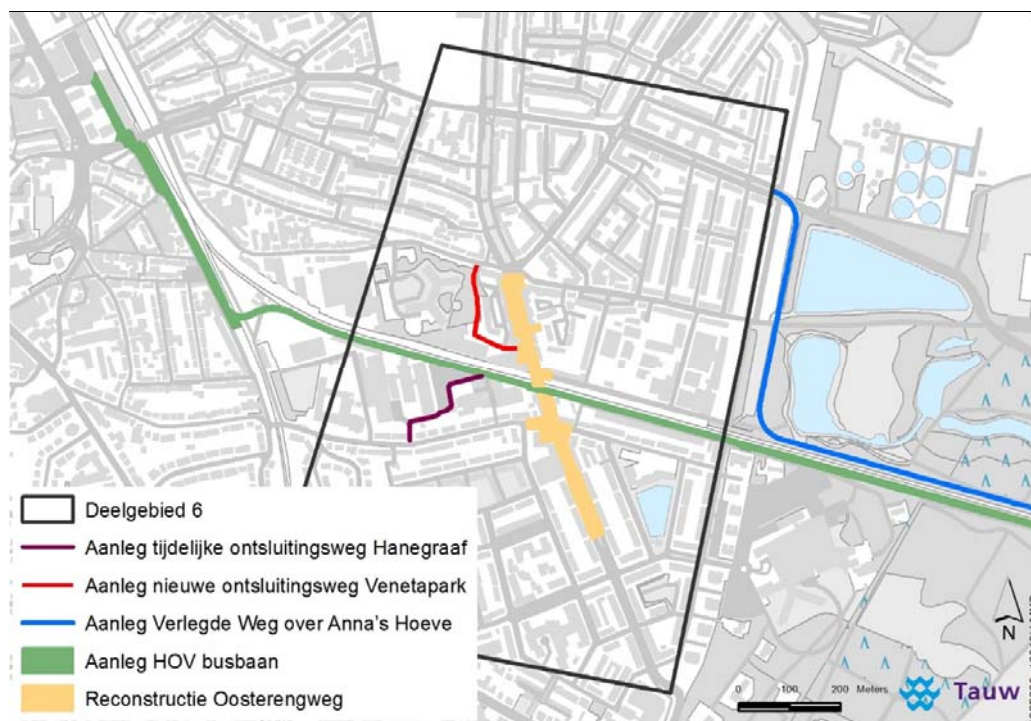 Deelgebied 6
Aanleg tijdelijke ontsluitingsweg Hanegraaf
Aanleg nieuwe ontsluitingsweg Venetapark
Aanleg Verlegde Weg over Anna's Hoeve
Aanleg HOV busbaan
Reconstructie Oosterengweg
N
0 100 200 Meters
Tauw